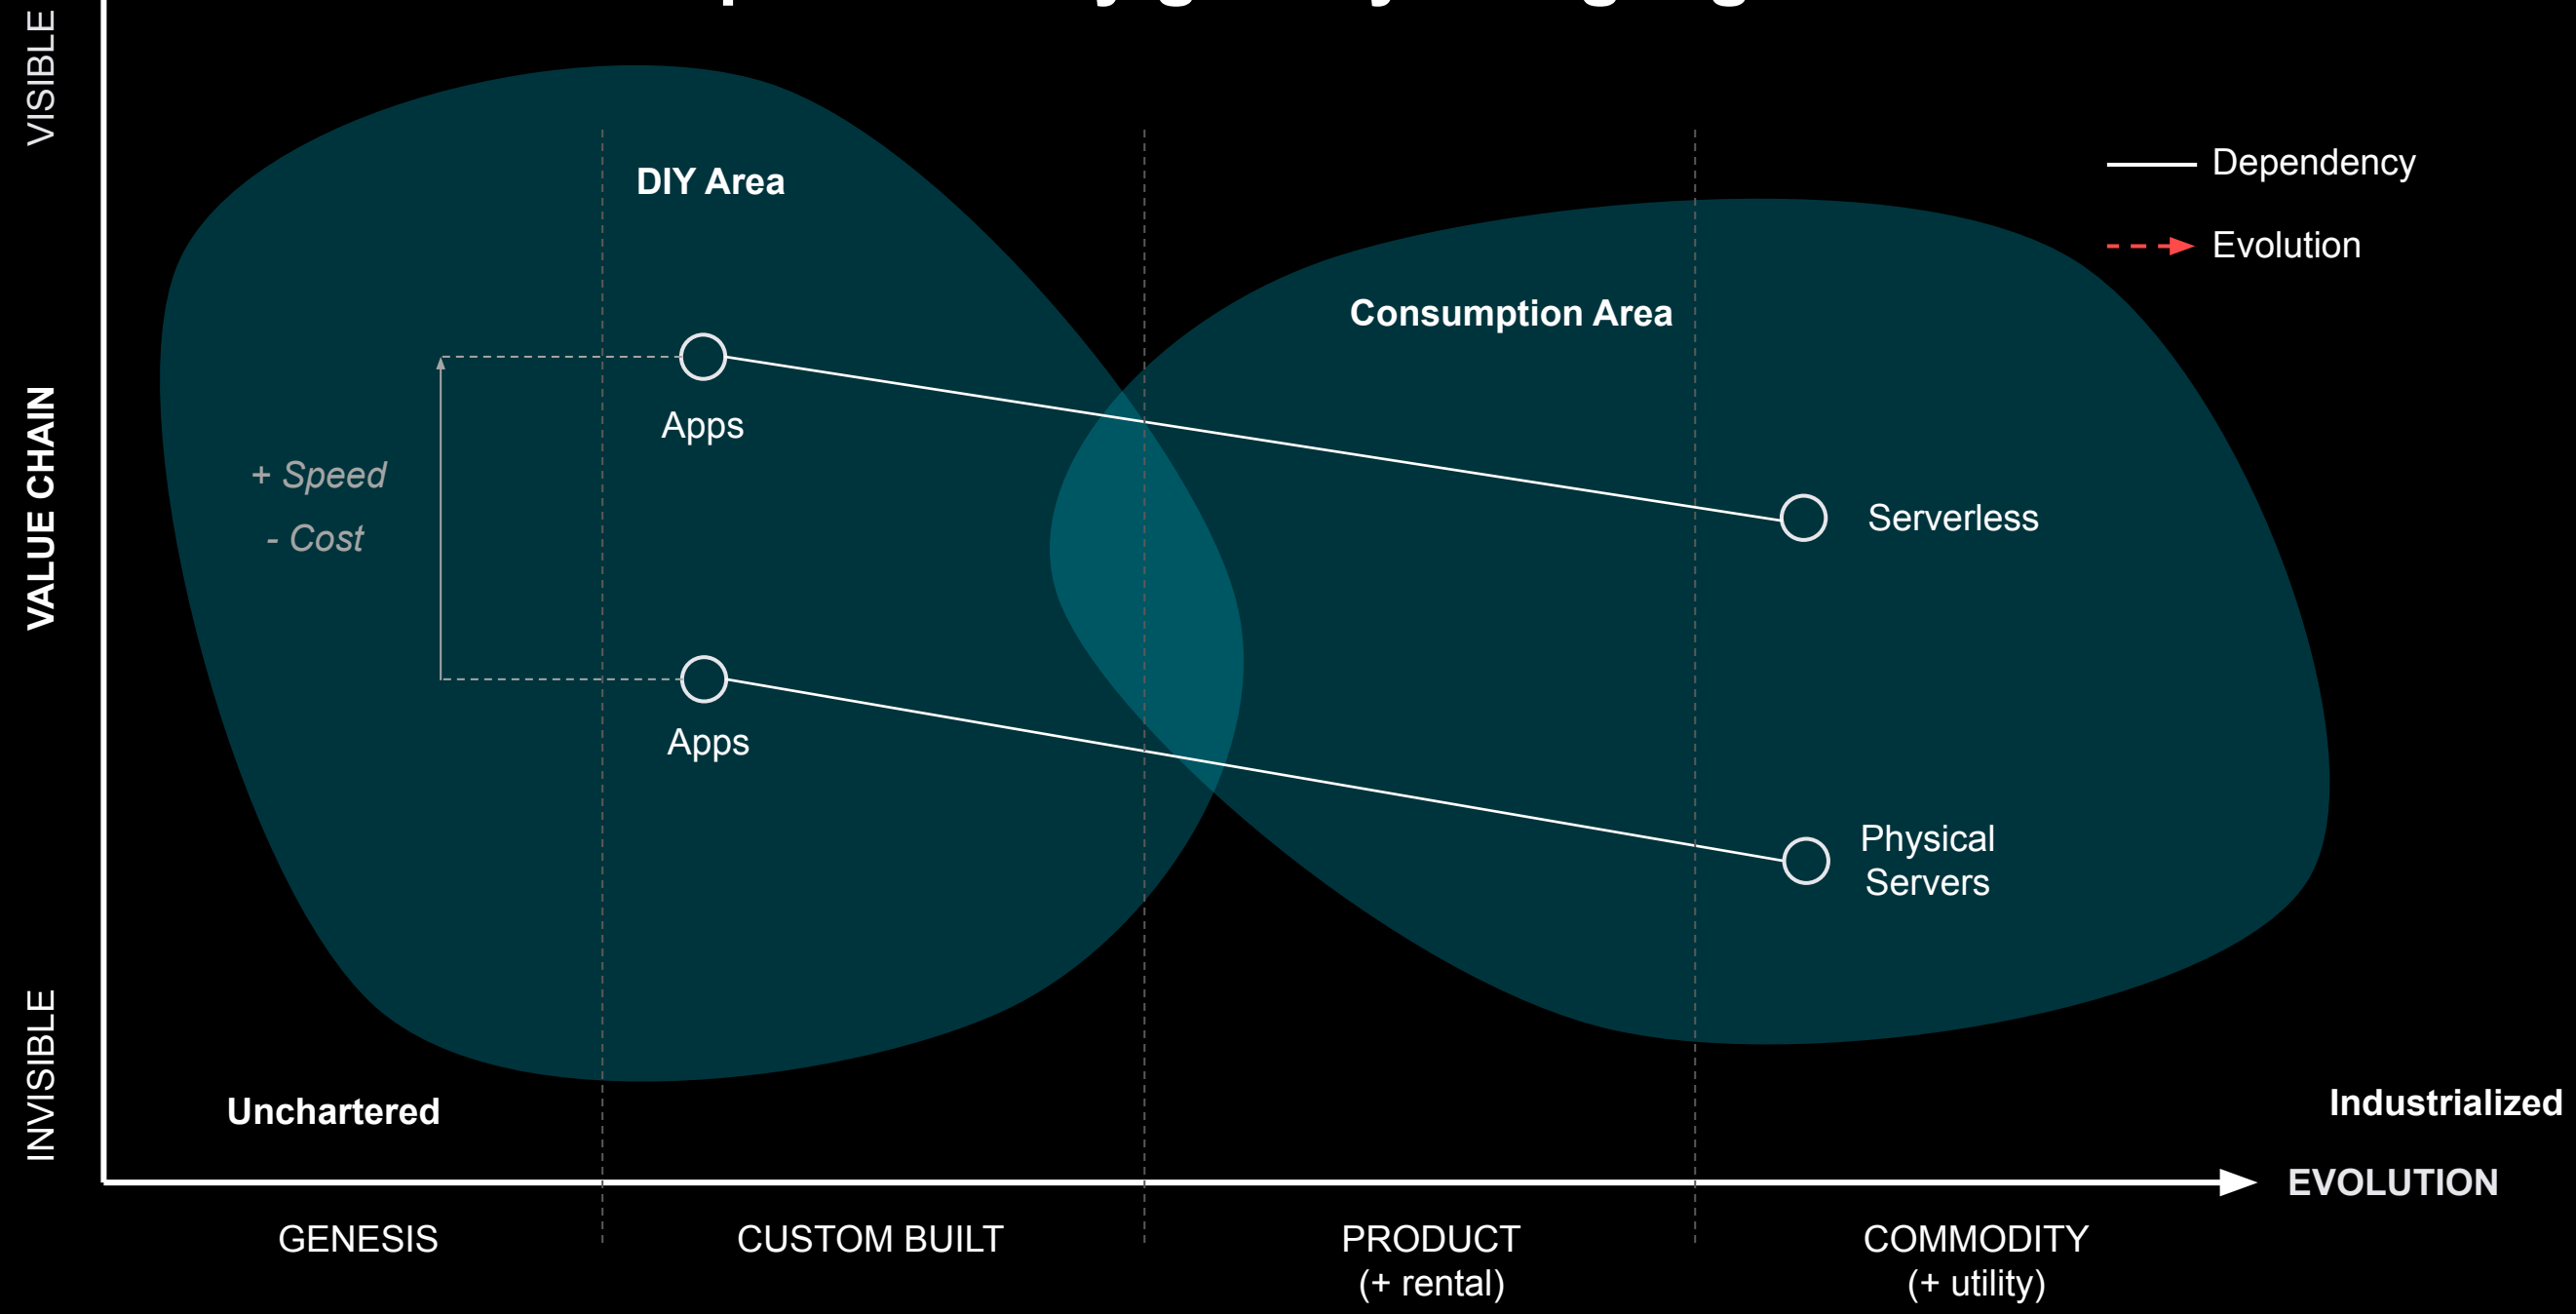 VISIBLE
DIY Area
Dependency
Evolution
Consumption Area
Apps
VALUE CHAIN
+ Speed
- Cost
Serverless
Apps
Physical
Servers
INVISIBLE
Unchartered
Industrialized
EVOLUTION
GENESIS
CUSTOM BUILT
PRODUCT
(+ rental)
COMMODITY
(+ utility)